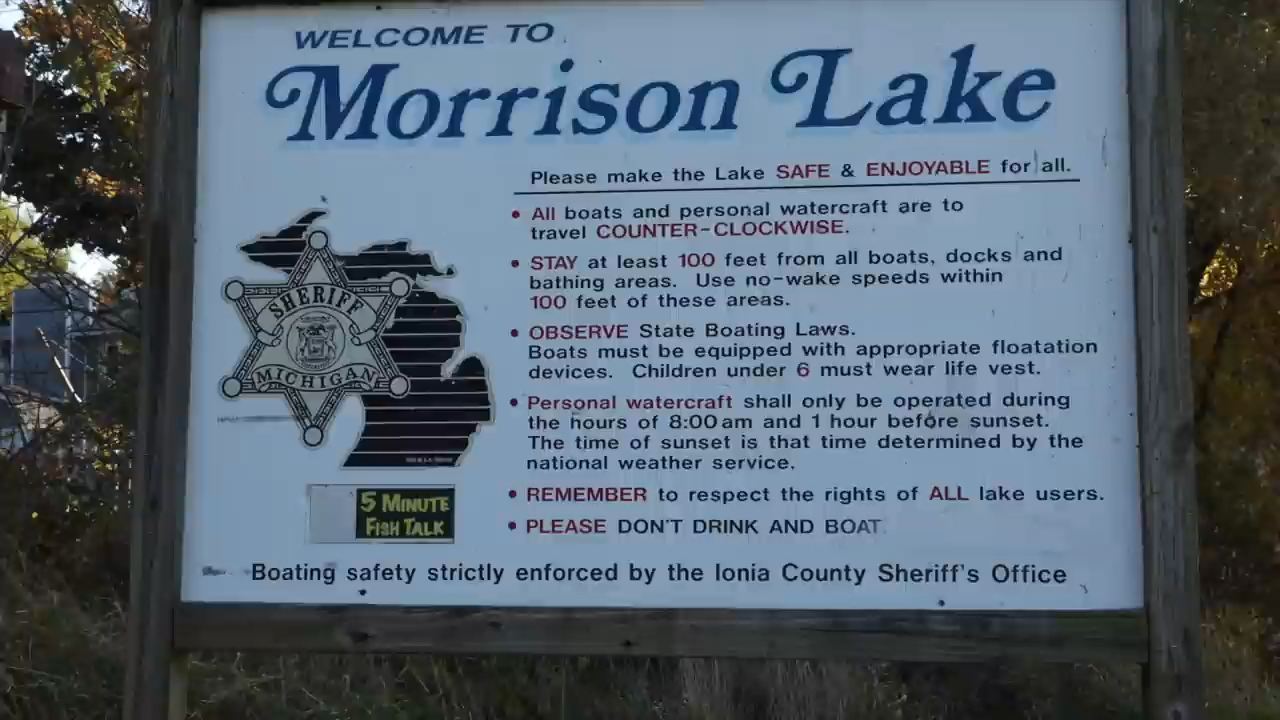 WELCOME TO
Morrison Lake
Please make the Lake SAFE & ENJOYABLE for all.
• All boats and personal watercraft are to
travel COUNTER-CLOCKWISE.
• STAY at least 100 feet from all boats, docks and
bathing areas. Use no-wake speeds within
100 feet of these areas.
• OBSERVE State Boating Laws.
Boats must be equipped with appropriate floatation
devices. Children under 6 must wear life vest.
• Personal watercraft shall only be operated during
the hours of 8:00am and 1 hour before sunset.
The time of sunset is that time determined by the
national weather service.
• REMEMBER to respect the rights of ALL lake users.
• PLEASE DON'T DRINK AND BOAT
SHERIFF
MICHIGAN
5 MINUTE
FISH TALK
Boating safety strictly enforced by the Ionia County Sheriff's Office